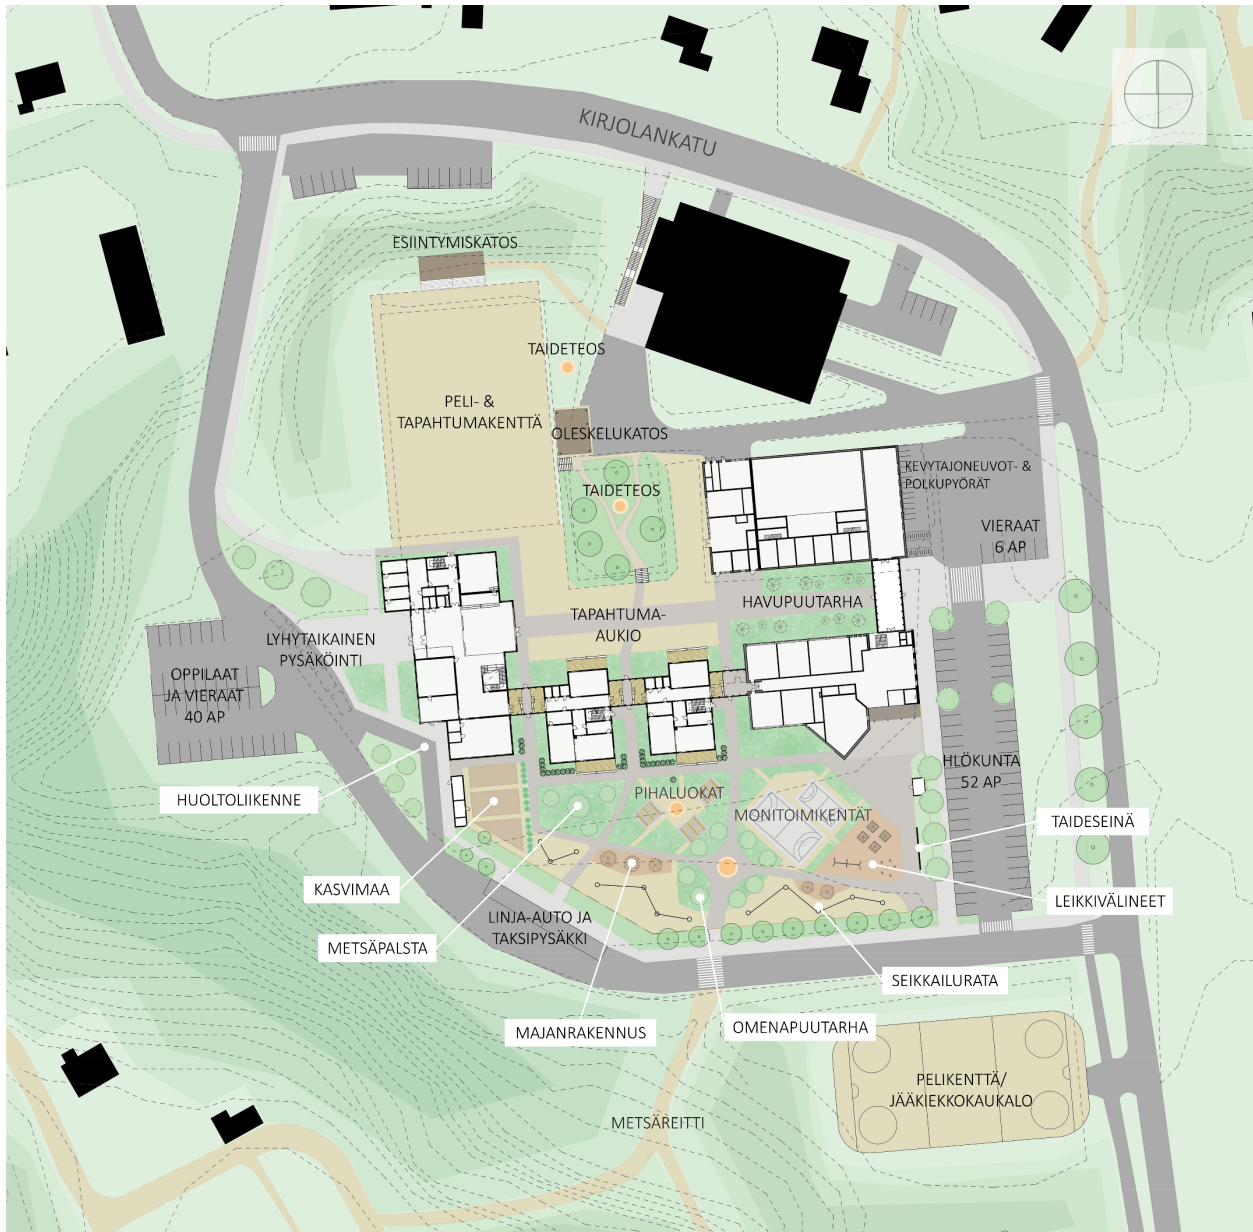 KIRJOLANKATU
ESIINTYMISKATOS
TAIDETEOS
PELI- &
TAPAHTUMAKENTTÄ
OLESKELUKATOS
TAIDETEOS
KEVYTAJONEUVOT- &
POLKUPYÖRÄT
VIERAAT
6 AP
HAVUPUUTARHA
TAPAHTUMA-
AUKIO
LYHYTAIKAINEN
PYSÄKÖINTI
OPPILAAT
JA VIERAAT
40 AP
HLÖKUNTA
52 AP
PIHALUOKAT
MONITOIMIKENTÄT
HUOLTOLIIKENNE
TAIDESEINÄ
KASVIMAA
LEIKKIVÄLINEET
LINJA-AUTO JA
TAKSIPYSÄKKI
METSÄPALSTA
SEIKKAILURATA
MAJANRAKENNUS
OMENAPUUTARHA
PELIKENTTÄ/
JÄÄKIEKKOKAUKALO
METSÄREITTI